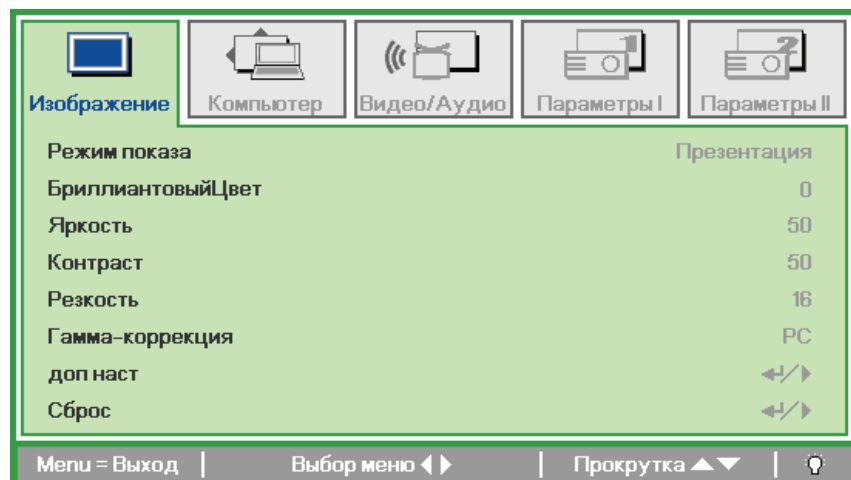 Изображение Компьютер Видео/Аудио Параметры I Параметры II
Режим показа Презентация
БриллиантовыйЦвет 0
Яркость 50
Контраст 50
Резкость 16
Гамма-коррекция PC
доп наст ↵/▶
Сброс ↵/▶
Menu = Выход | Выбор меню ◀ ▶ | Прокрутка ▲▼ |